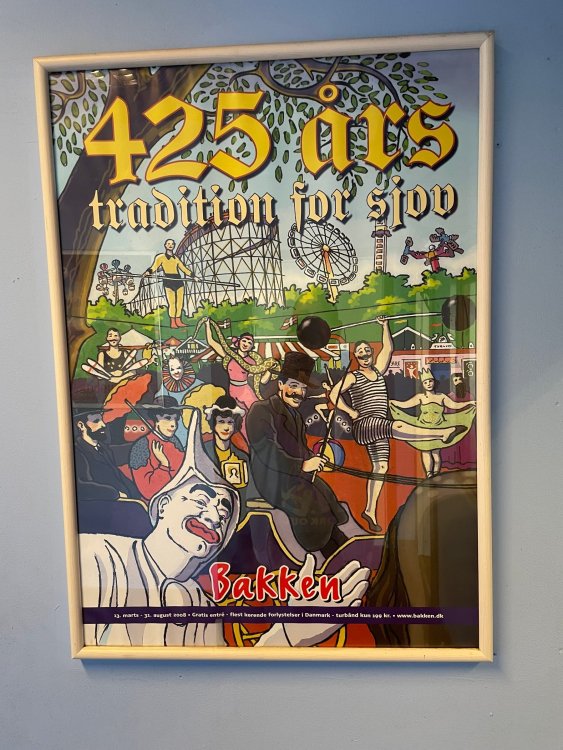 425 års
tradition for sjov
Bakken
13. marts - 31. august 2008 • Gratis entré - flest kørende forlystelser i Danmark - turbånd kun 199 kr. • www.bakken.dk